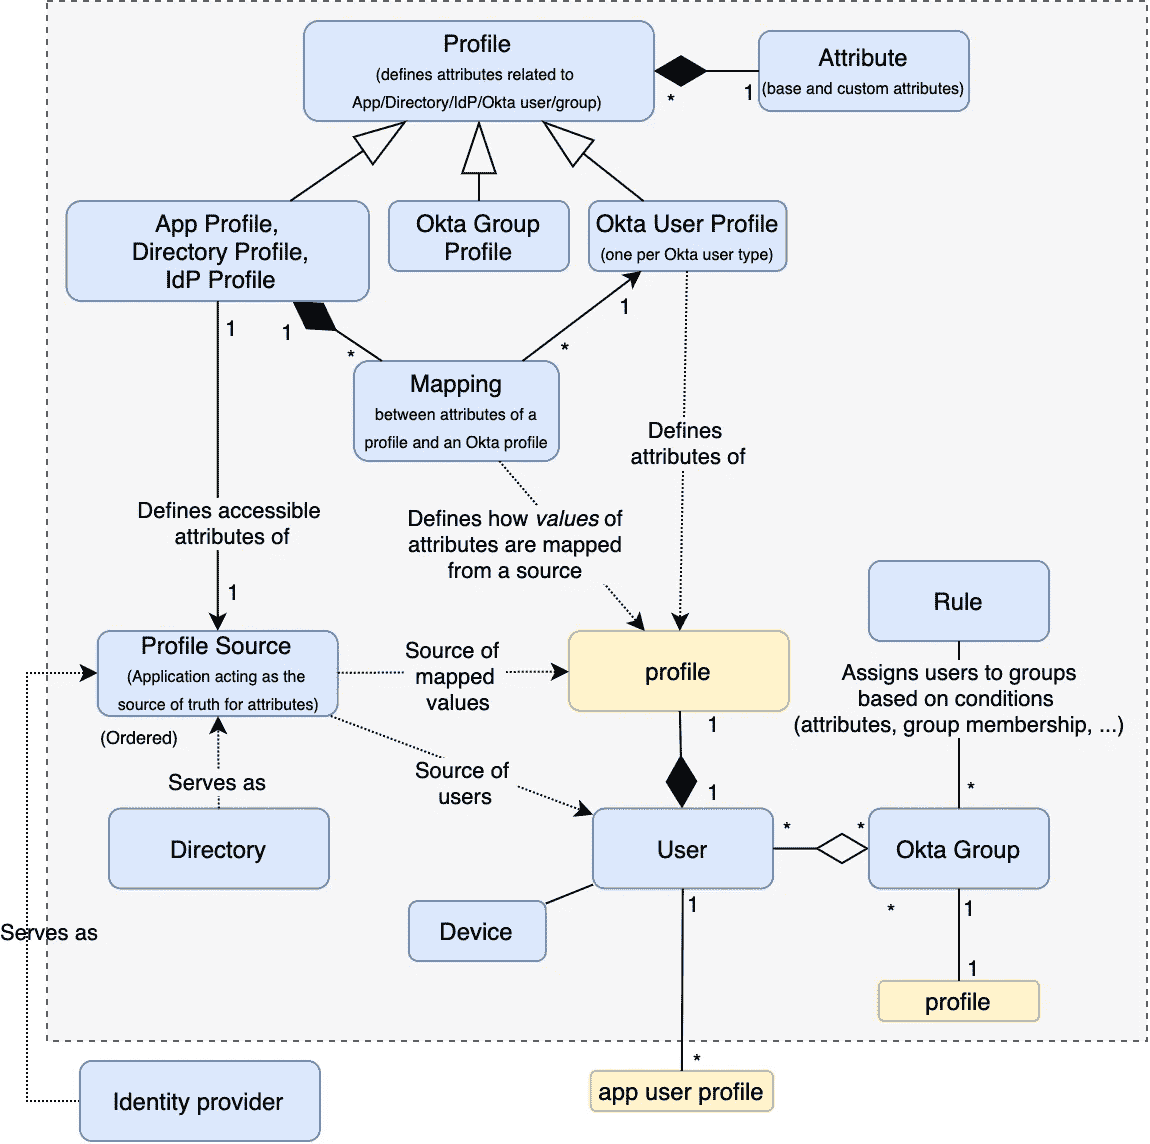 Profile
(defines attributes related to
App/Directory/IdP/Okta user/group)
*
1
Attribute
(base and custom attributes)
App Profile,
Directory Profile,
IdP Profile
Okta Group
Profile
Okta User Profile
(one per Okta user type)
1
1
*
*
1
Mapping
between attributes of a
profile and an Okta profile
Defines
attributes of
Defines accessible
attributes of
1
Defines how values of
attributes are mapped
from a source
Rule
Assigns users to groups
based on conditions
(attributes, group membership, ...)
*
Profile Source
(Application acting as the
source of truth for attributes)
(Ordered)
Source of
mapped
values
profile
1
1
Source of
users
Serves as
Directory
User
*
*
Okta Group
*
1
1
profile
Device
1
*
app user profile
Serves as
Identity provider